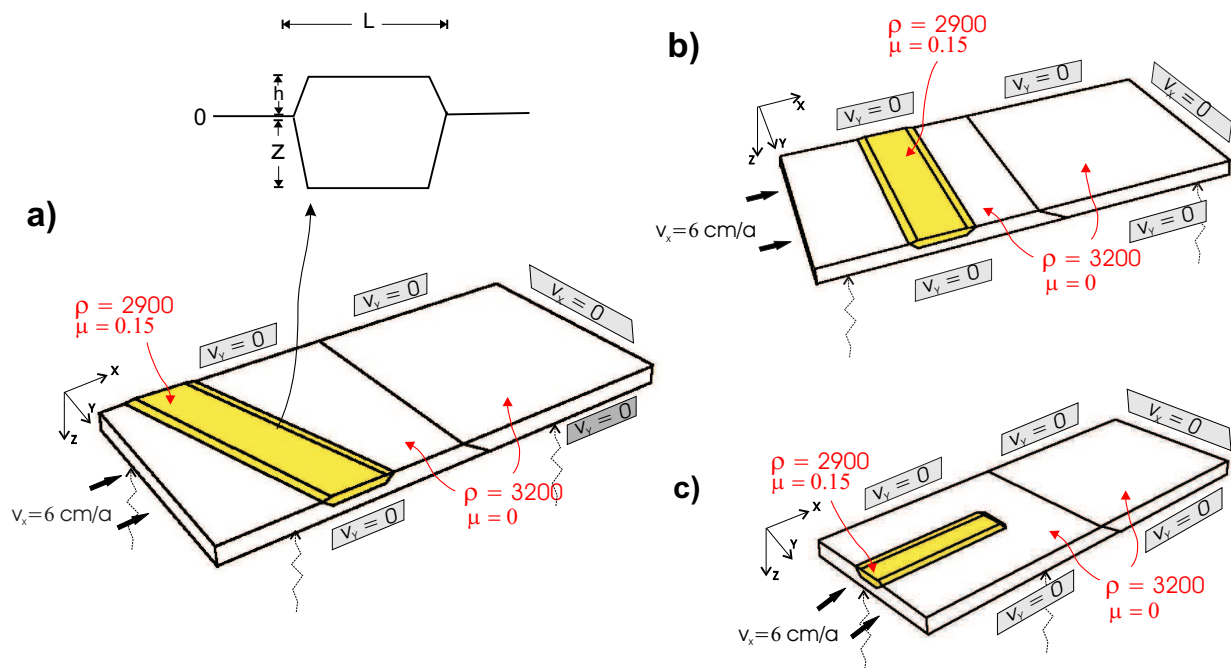 L
h
0
Z
a)
ρ = 2900
μ = 0.15
v_Y = 0
v_Y = 0
v_X = 0
X
Y
Z
v_Y = 0
v_X = 6 cm/a
ρ = 3200
μ = 0
v_Y = 0
b)
ρ = 2900
μ = 0.15
v_Y = 0
v_Y = 0
v_X = 0
X
Y
Z
v_X = 6 cm/a
v_Y = 0
ρ = 3200
μ = 0
v_Y = 0
c)
v_X = 0
v_Y = 0
ρ = 2900
μ = 0.15
v_Y = 0
X
Y
Z
v_Y = 0
ρ = 3200
μ = 0
v_Y = 0
v_X = 6 cm/a